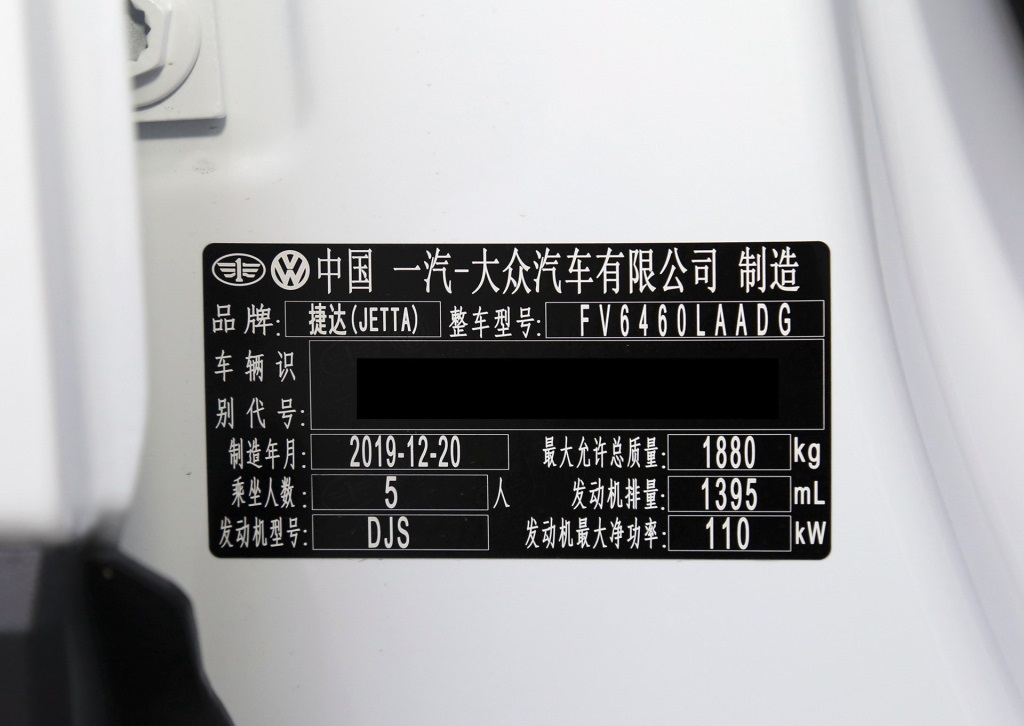 中国 一汽-大众汽车有限公司 制造
品牌: 捷达(JETTA) 整车型号: FV6460LAADG
车辆识
别代号:
制造年月: 2019-12-20 最大允许总质量: 1880 kg
乘坐人数: 5 人 发动机排量: 1395 mL
发动机型号: DJS 发动机最大净功率: 110 kW